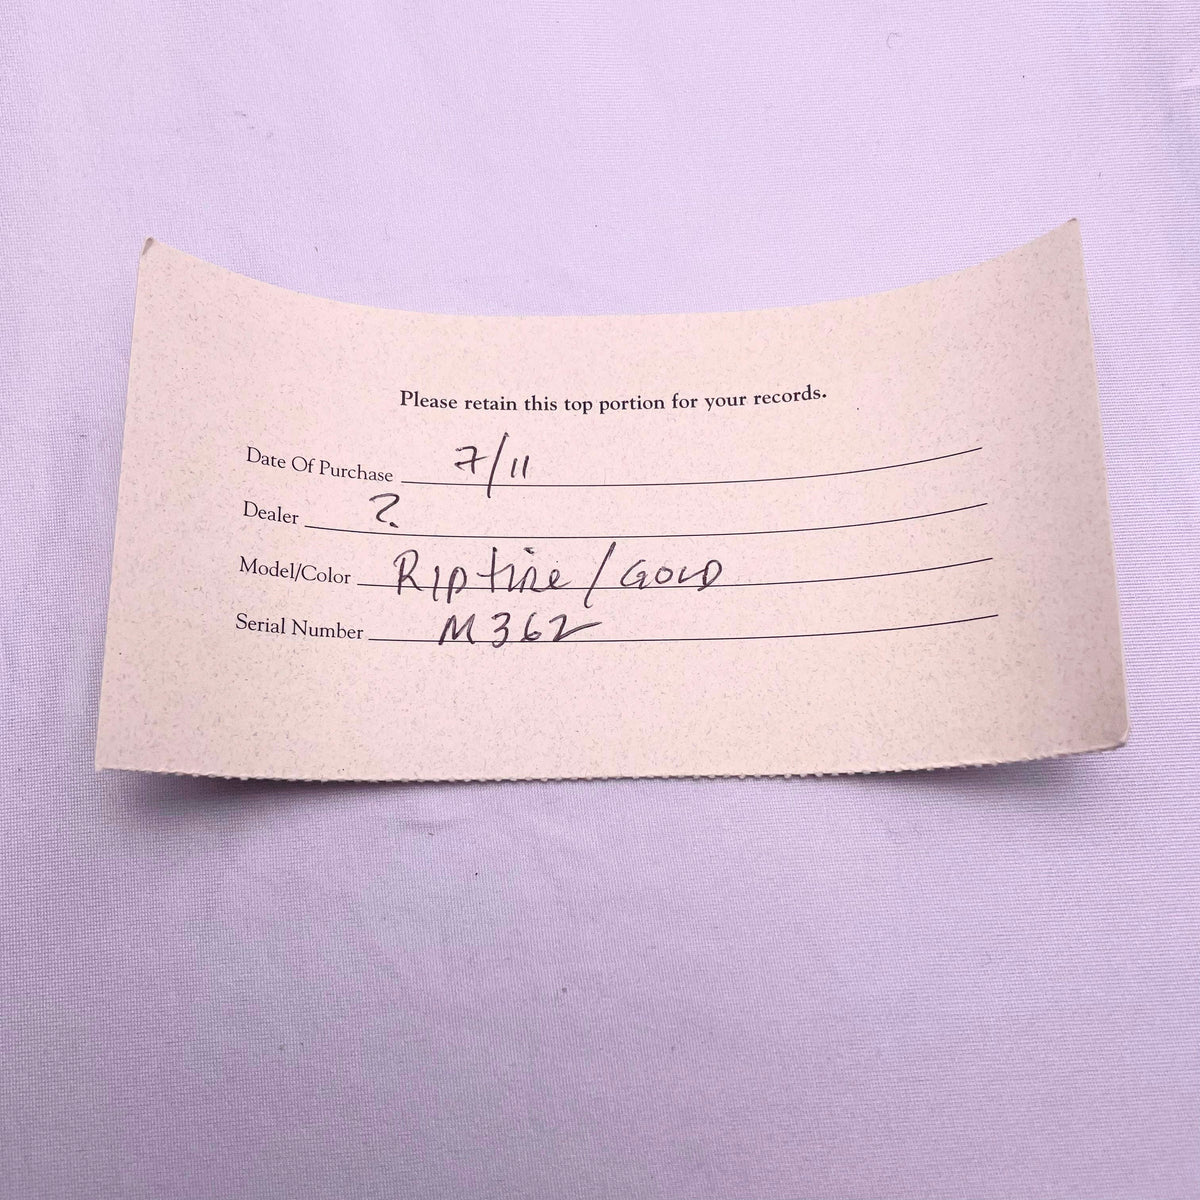 Please retain this top portion for your records.
Date Of Purchase 7/11
Dealer ?
Model/Color Riptine/GOLD
Serial Number M362